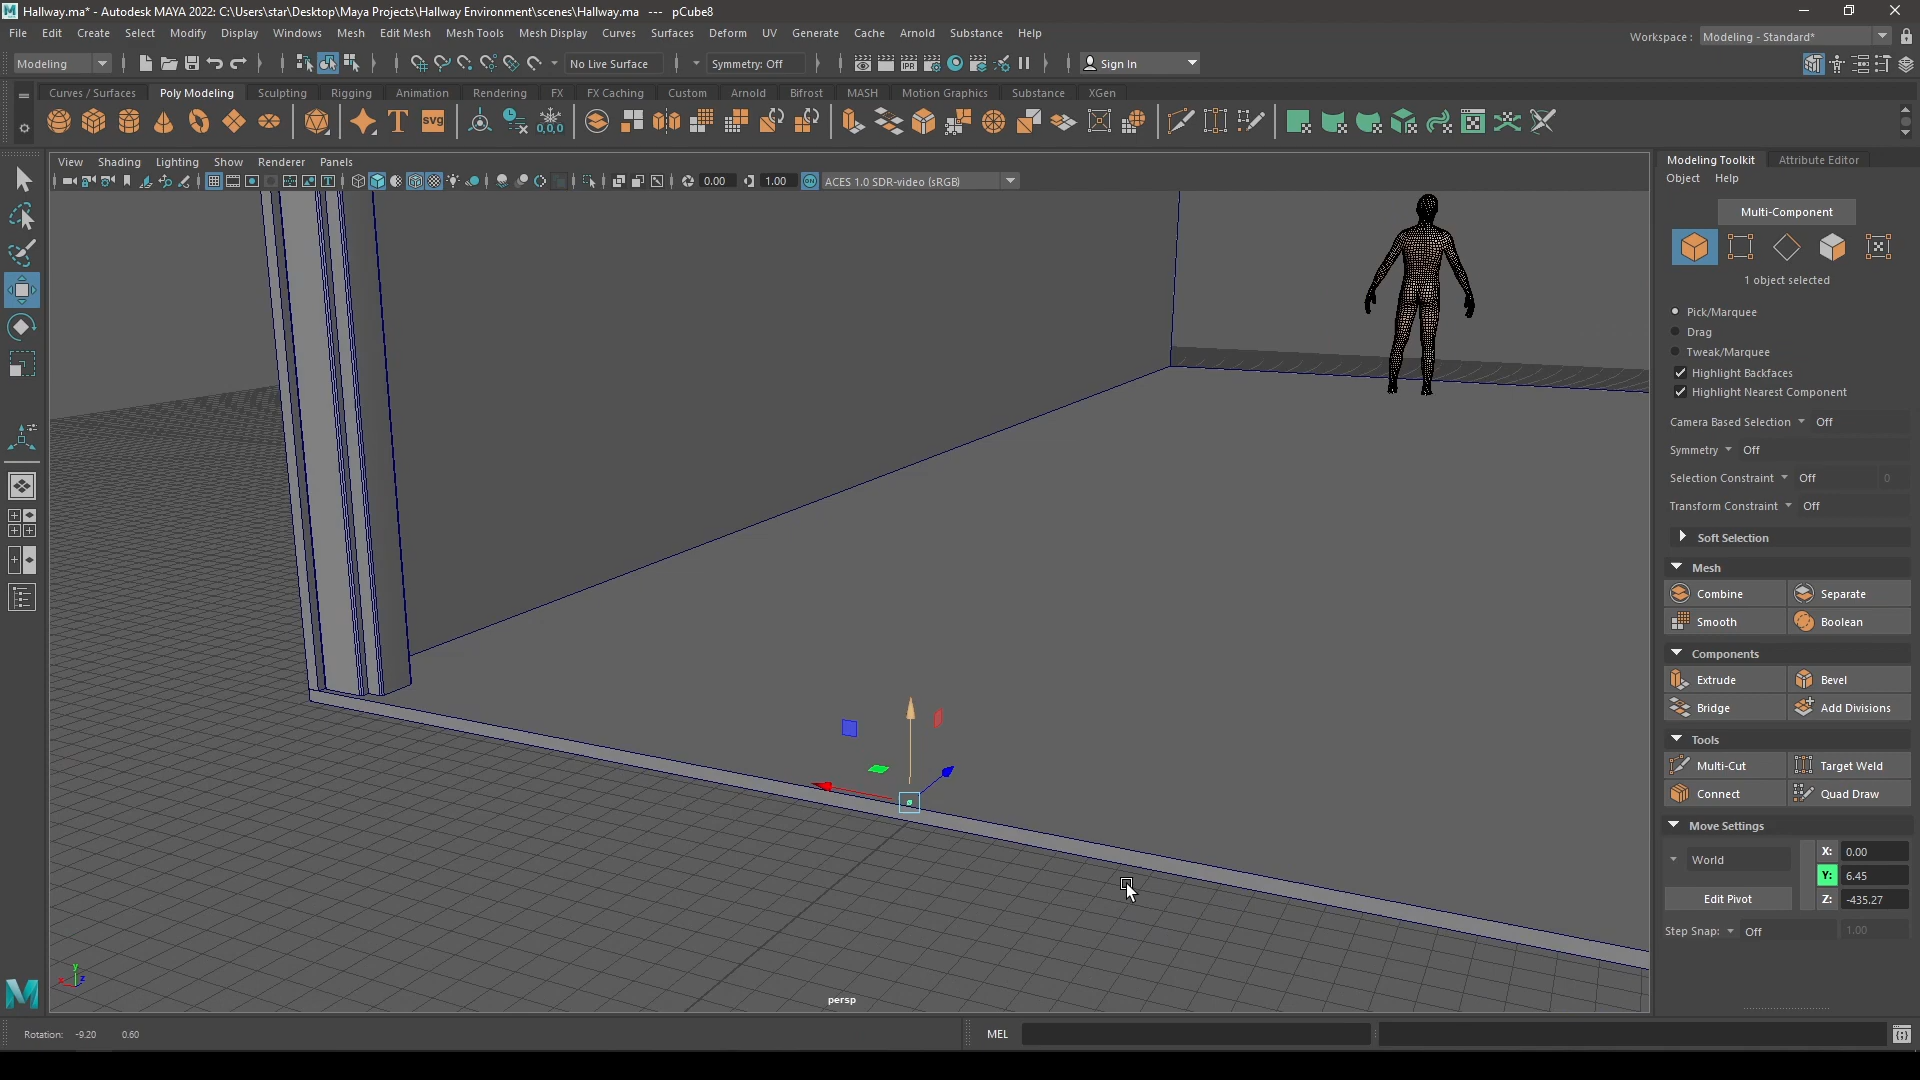 Hallway.ma* - Autodesk MAYA 2022: C:\Users\star\Desktop\Maya Projects\Hallway Environment\scenes\Hallway.ma --- pCube8
File Edit Create Select Modify Display Windows Mesh Edit Mesh Mesh Tools Mesh Display Curves Surfaces Deform UV Generate Cache Arnold Substance Help
Workspace : Modeling - Standard*
Modeling No Live Surface Symmetry: Off IPR Sign In
Curves / Surfaces Poly Modeling Sculpting Rigging Animation Rendering FX FX Caching Custom Arnold Bifrost MASH Motion Graphics Substance XGen
T SVG 0,0,0
View Shading Lighting Show Renderer Panels
0.00 1.00 ON ACES 1.0 SDR-video (sRGB)
persp
Modeling Toolkit Attribute Editor
Object Help
Multi-Component
1 object selected
Pick/Marquee
Drag
Tweak/Marquee
Highlight Backfaces
Highlight Nearest Component
Camera Based Selection Off
Symmetry Off
Selection Constraint Off 0
Transform Constraint Off
Soft Selection
Mesh
Combine Separate
Smooth Boolean
Components
Extrude Bevel
Bridge Add Divisions
Tools
Multi-Cut Target Weld
Connect Quad Draw
Move Settings
World
X: 0.00
Y: 6.45
Edit Pivot
Z: -435.27
Step Snap: Off 1.00
Rotation: -9.20 0.60
MEL